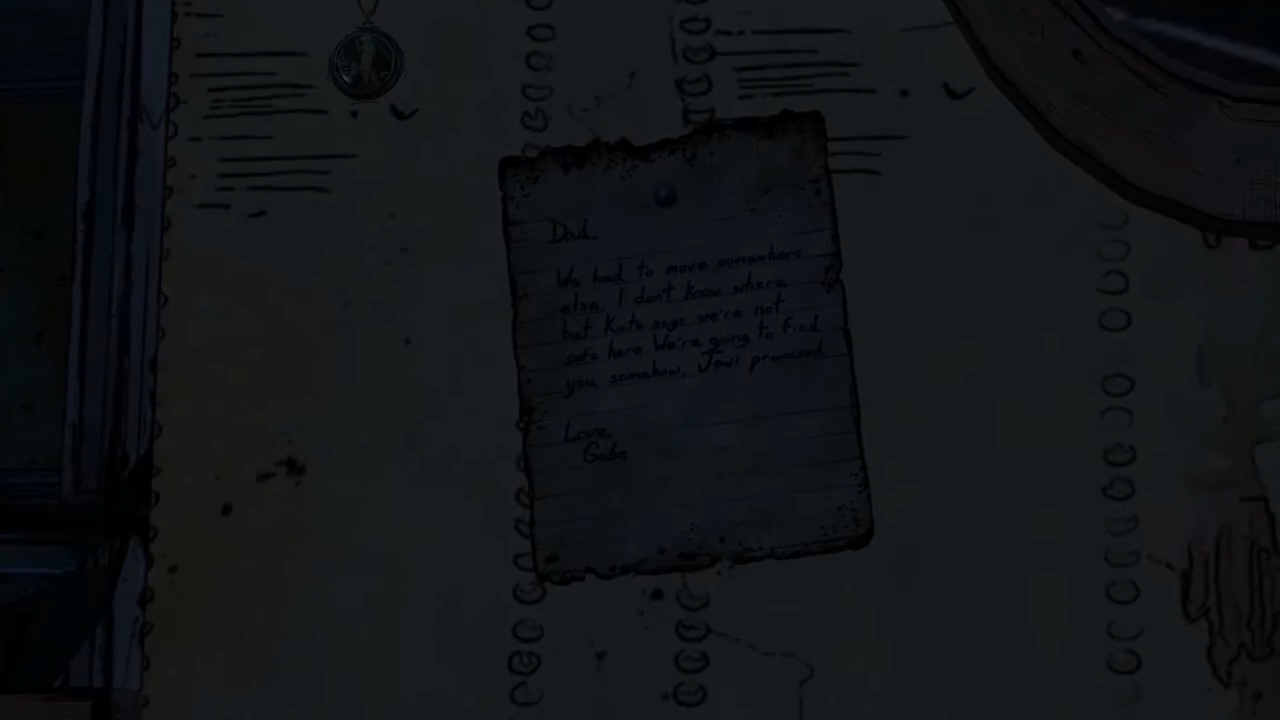 Dad,
We had to move somewhere
else. I don't know where
but Kate says we're not
safe here. We're going to find
you somehow, Javi promised.
Love,
Gabe